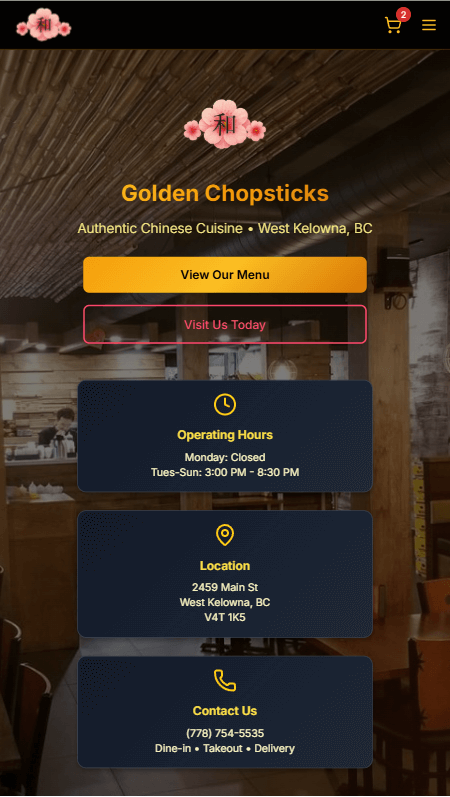 和
2
和
Golden Chopsticks
Authentic Chinese Cuisine • West Kelowna, BC
View Our Menu
Visit Us Today
Operating Hours
Monday: Closed
Tues-Sun: 3:00 PM - 8:30 PM
Location
2459 Main St
West Kelowna, BC
V4T 1K5
Contact Us
(778) 754-5535
Dine-in • Takeout • Delivery